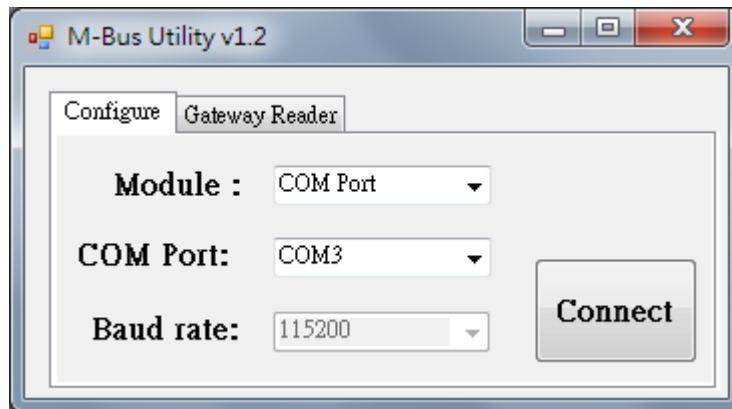 M-Bus Utility v1.2
Configure Gateway Reader
Module : COM Port
COM Port: COM3
Baud rate: 115200
Connect